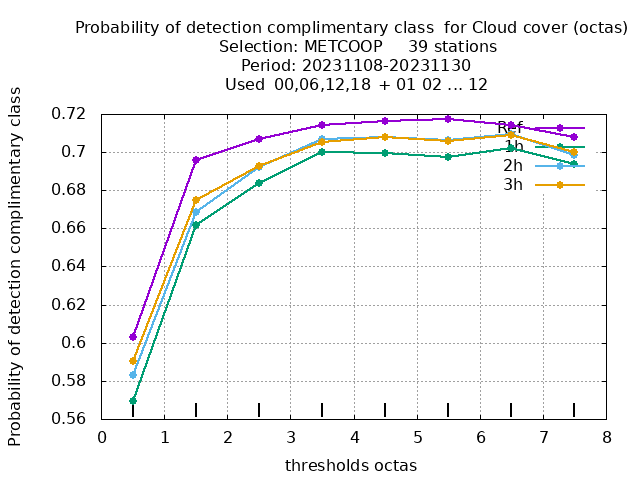 Probability of detection complimentary class  for Cloud cover (octas)
Selection: METCOOP     39 stations
Period: 20231108-20231130
Used  00,06,12,18  + 01 02 ... 12
Probability of detection complimentary class
0.72
0.7
0.68
0.66
0.64
0.62
0.6
0.58
0.56
Ref
1h
2h
3h
0 1 2 3 4 5 6 7 8
thresholds octas